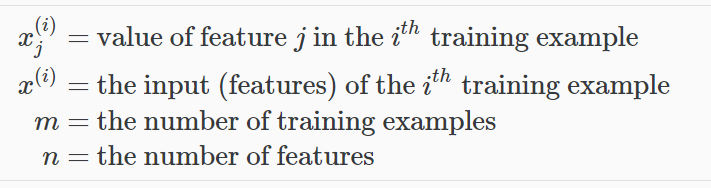 x_j^{(i)} = value of feature j in the i^{th} training example
x^{(i)} = the input (features) of the i^{th} training example
m = the number of training examples
n = the number of features